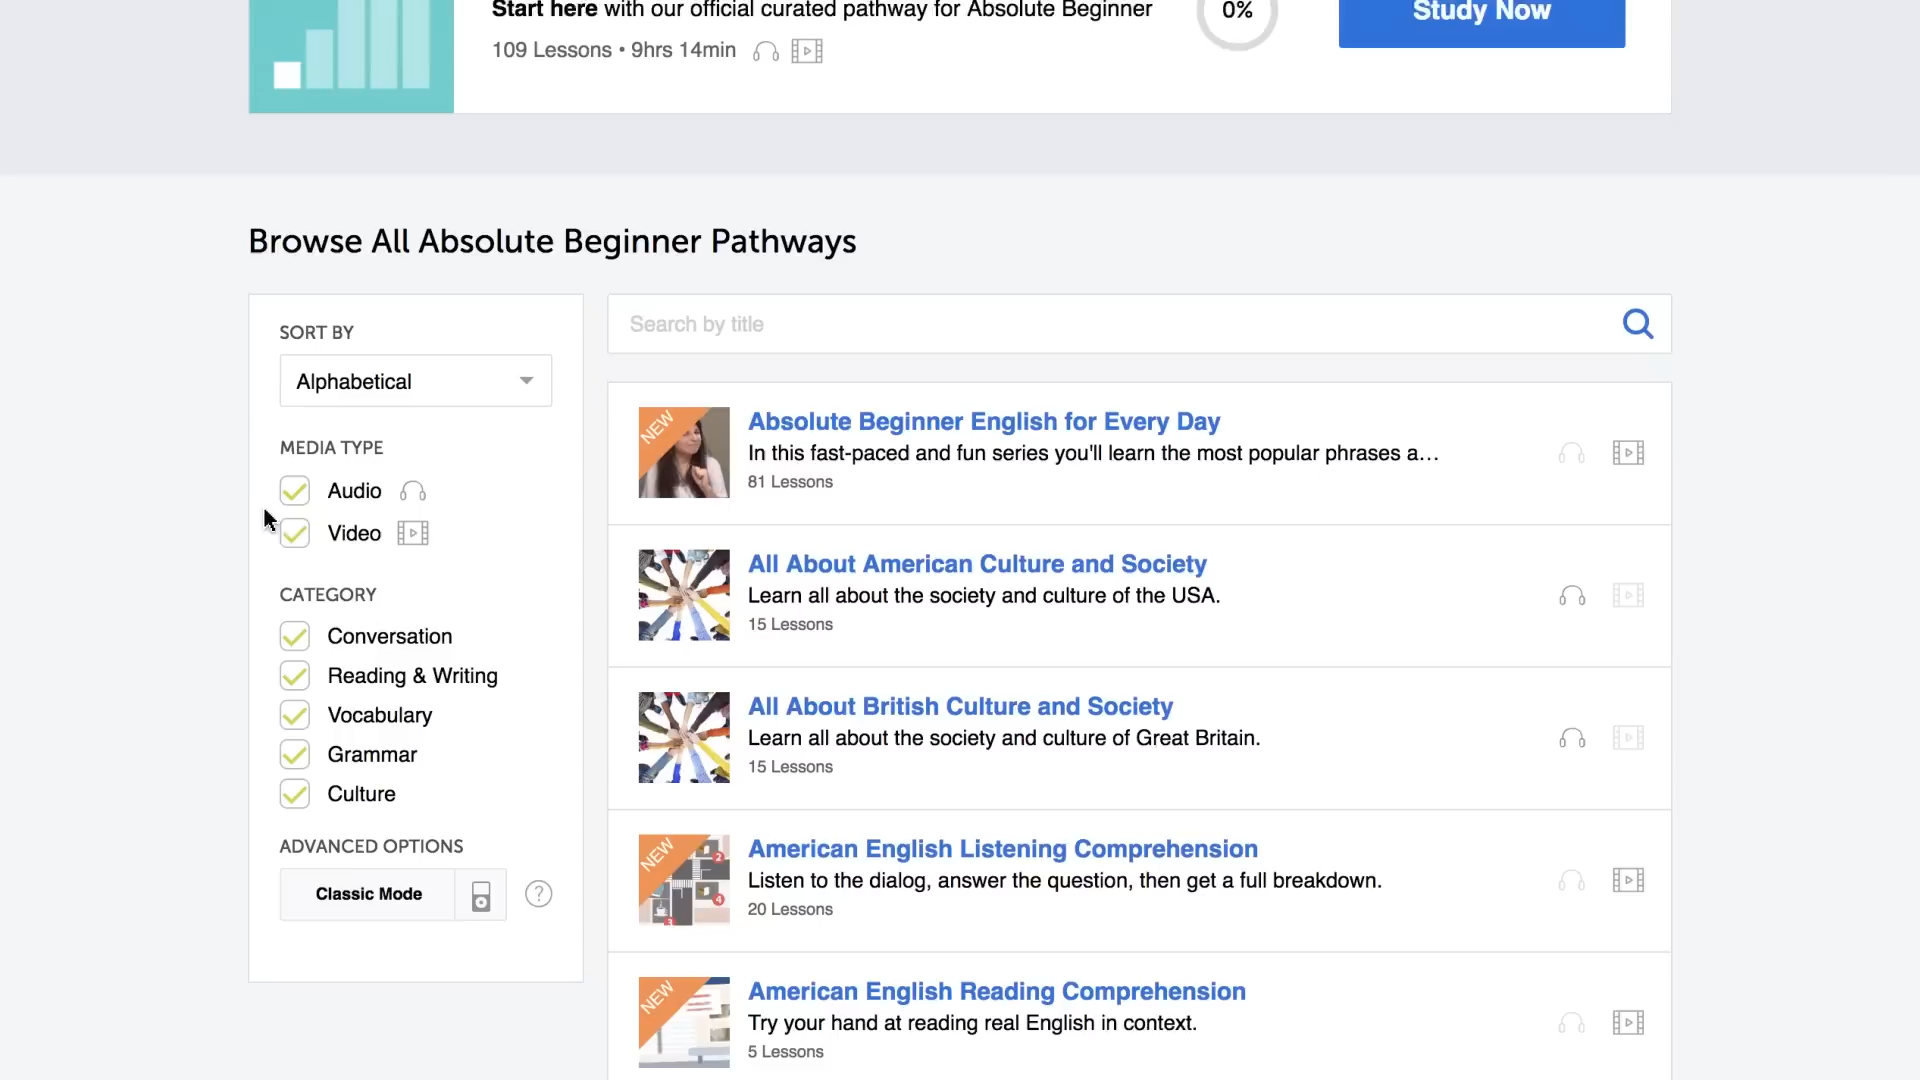 Start here with our official curated pathway for Absolute Beginner
0%
Study Now
109 Lessons • 9hrs 14min
Browse All Absolute Beginner Pathways
SORT BY
Alphabetical
MEDIA TYPE
Audio
Video
CATEGORY
Conversation
Reading & Writing
Vocabulary
Grammar
Culture
ADVANCED OPTIONS
Classic Mode
?
Search by title
NEW
Absolute Beginner English for Every Day
In this fast-paced and fun series you'll learn the most popular phrases a…
81 Lessons
All About American Culture and Society
Learn all about the society and culture of the USA.
15 Lessons
All About British Culture and Society
Learn all about the society and culture of Great Britain.
15 Lessons
NEW
2
4
3
American English Listening Comprehension
Listen to the dialog, answer the question, then get a full breakdown.
20 Lessons
NEW
American English Reading Comprehension
Try your hand at reading real English in context.
5 Lessons